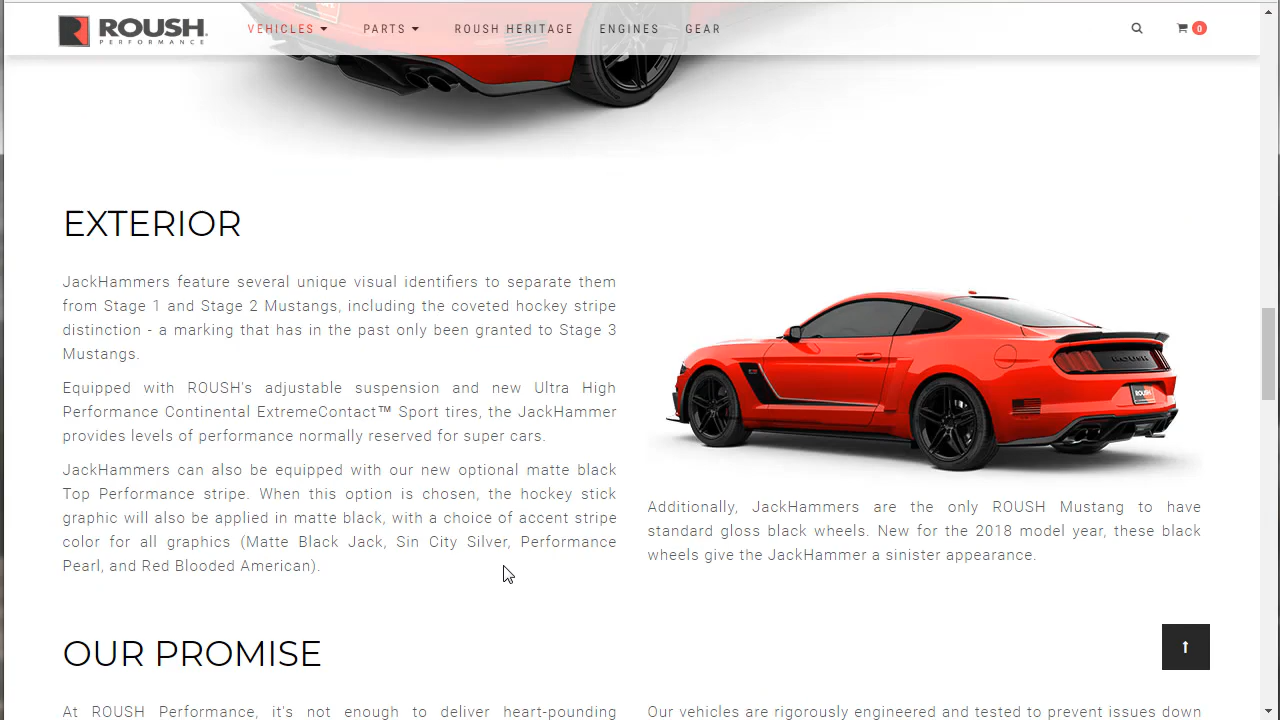 ROUSH
PERFORMANCE
VEHICLES
PARTS
ROUSH HERITAGE
ENGINES
GEAR
0
EXTERIOR
JackHammers feature several unique visual identifiers to separate them
from Stage 1 and Stage 2 Mustangs, including the coveted hockey stripe
distinction - a marking that has in the past only been granted to Stage 3
Mustangs.
Equipped with ROUSH's adjustable suspension and new Ultra High
Performance Continental ExtremeContact™ Sport tires, the JackHammer
provides levels of performance normally reserved for super cars.
JackHammers can also be equipped with our new optional matte black
Top Performance stripe. When this option is chosen, the hockey stick
graphic will also be applied in matte black, with a choice of accent stripe
color for all graphics (Matte Black Jack, Sin City Silver, Performance
Pearl, and Red Blooded American).
ROUSH
Additionally, JackHammers are the only ROUSH Mustang to have
standard gloss black wheels. New for the 2018 model year, these black
wheels give the JackHammer a sinister appearance.
OUR PROMISE
At ROUSH Performance, it's not enough to deliver heart-pounding
Our vehicles are rigorously engineered and tested to prevent issues down